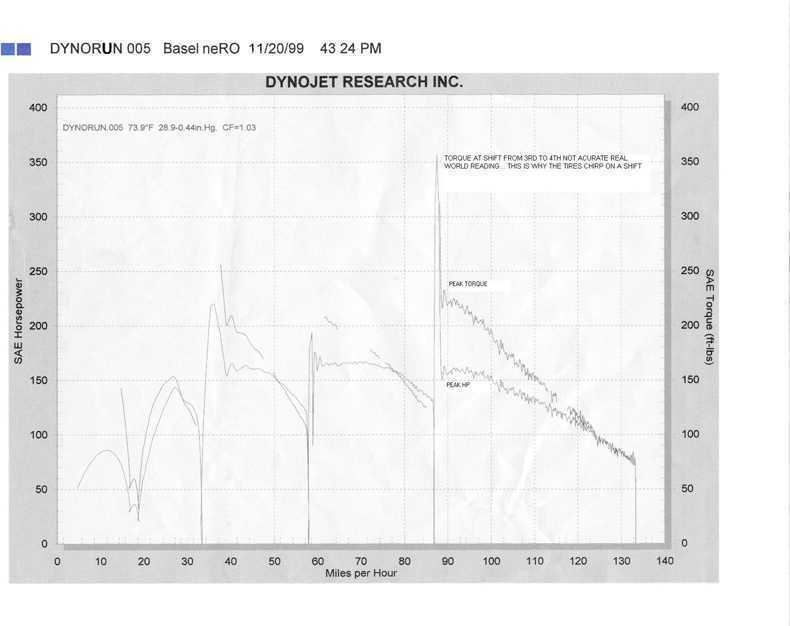 DYNORUN 005 Basel neRO 11/20/99 43 24 PM
DYNOJET RESEARCH INC.
DYNORUN.005 73.9°F 28.9-0.44in.Hg. CF=1.03
TORQUE AT SHIFT FROM 3RD TO 4TH NOT ACURATE REAL
WORLD READING... THIS IS WHY THE TIRES CHIRP ON A SHIFT
PEAK TORQUE
PEAK HP
SAE Horsepower
400
350
300
250
200
150
100
50
0
SAE Torque (ft-lbs)
400
350
300
250
200
150
100
50
0
0 10 20 30 40 50 60 70 80 90 100 110 120 130 140
Miles per Hour